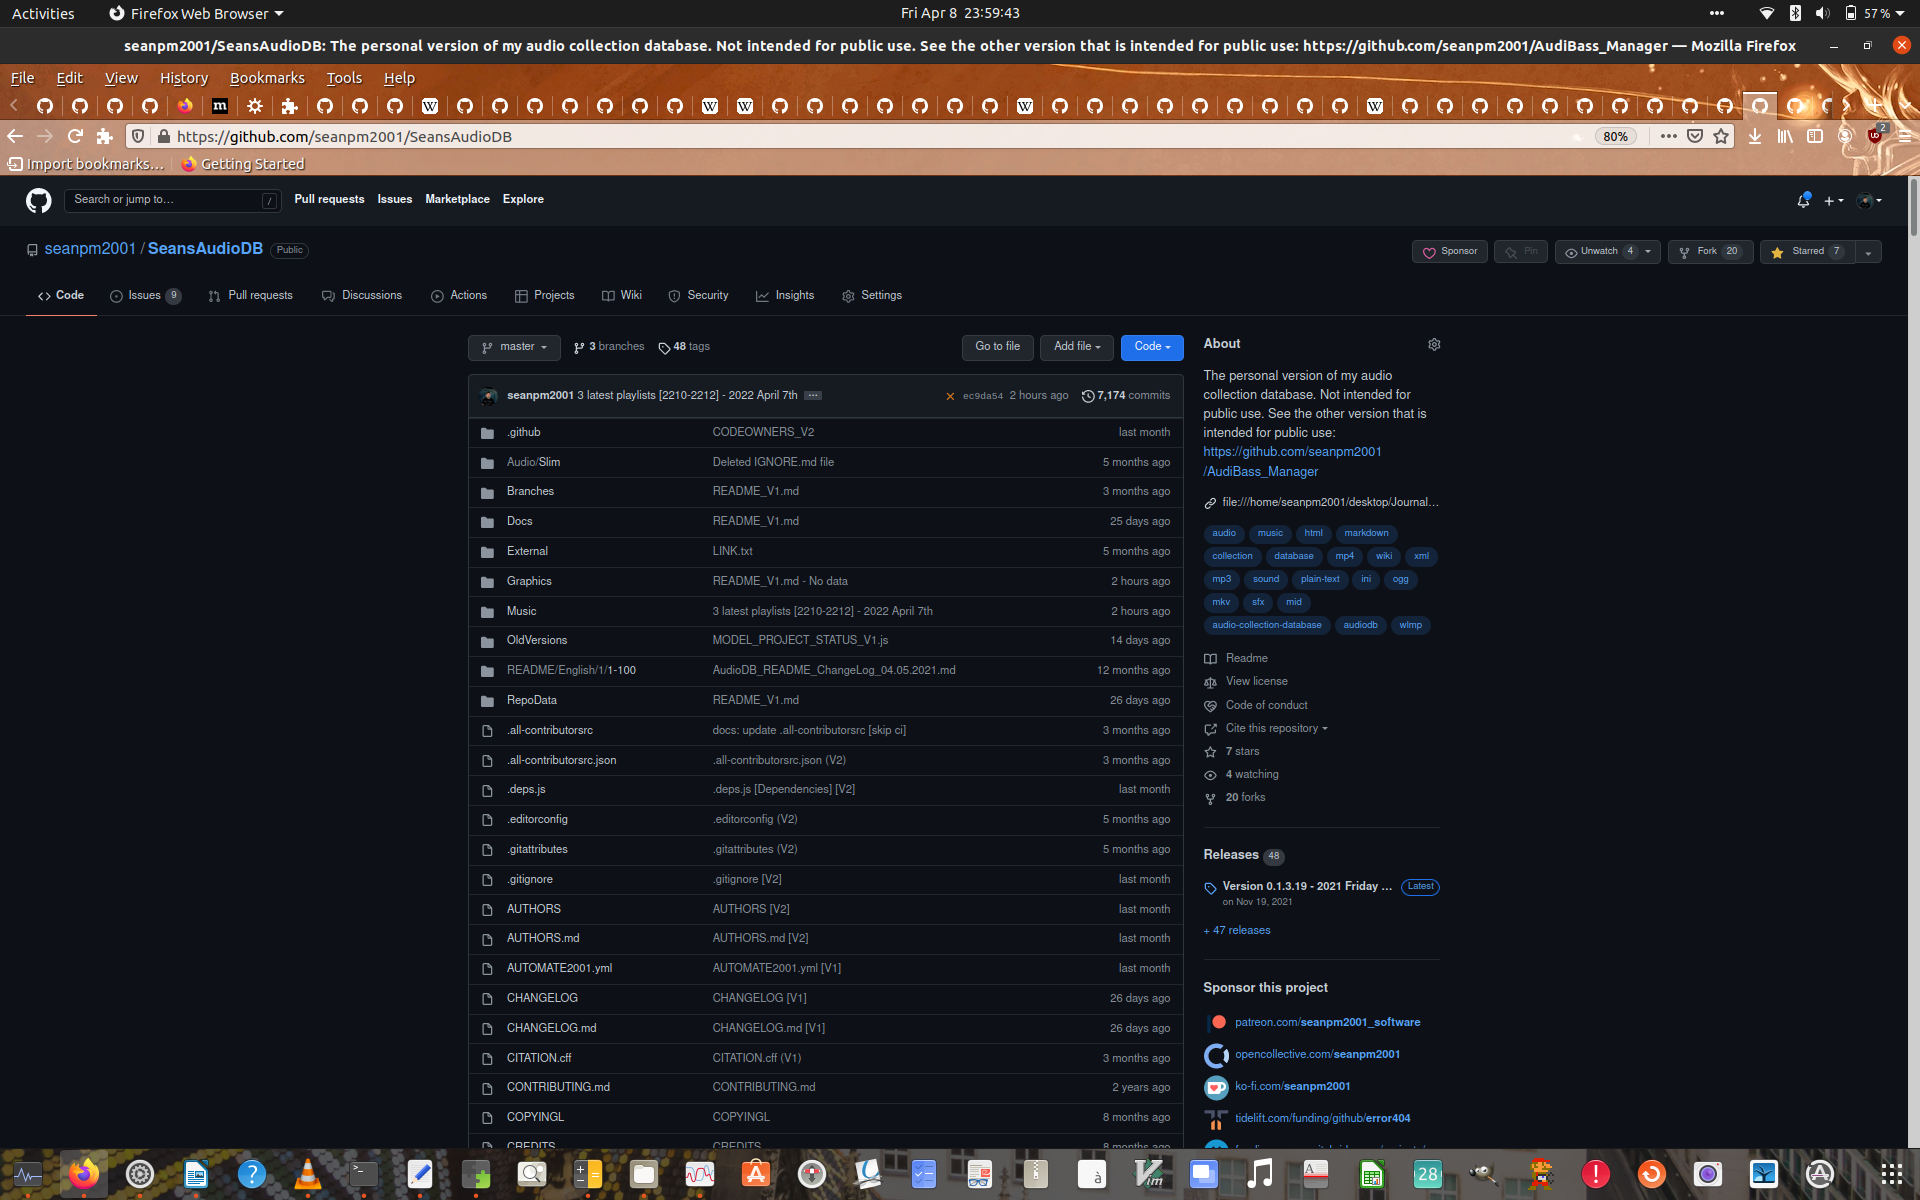 Activities
Firefox Web Browser
Fri Apr 8 23:59:43
57 %
seanpm2001/SeansAudioDB: The personal version of my audio collection database. Not intended for public use. See the other version that is intended for public use: https://github.com/seanpm2001/AudiBass_Manager — Mozilla Firefox
File Edit View History Bookmarks Tools Help
https://github.com/seanpm2001/SeansAudioDB
80%
2
Import bookmarks...
Getting Started
Search or jump to...
/
Pull requests Issues Marketplace Explore
seanpm2001 / SeansAudioDB Public
Sponsor
Pin
Unwatch 4
Fork 20
Starred 7
Code
Issues 9
Pull requests
Discussions
Actions
Projects
Wiki
Security
Insights
Settings
master
3 branches
48 tags
Go to file
Add file
Code
seanpm2001 3 latest playlists [2210-2212] - 2022 April 7th ... ec9da54 2 hours ago 7,174 commits
.github CODEOWNERS_V2 last month
Audio/Slim Deleted IGNORE.md file 5 months ago
Branches README_V1.md 3 months ago
Docs README_V1.md 25 days ago
External LINK.txt 5 months ago
Graphics README_V1.md - No data 2 hours ago
Music 3 latest playlists [2210-2212] - 2022 April 7th 2 hours ago
OldVersions MODEL_PROJECT_STATUS_V1.js 14 days ago
README/English/1/1-100 AudioDB_README_ChangeLog_04.05.2021.md 12 months ago
RepoData README_V1.md 26 days ago
.all-contributorsrc docs: update .all-contributorsrc [skip ci] 3 months ago
.all-contributorsrc.json .all-contributorsrc.json (V2) 3 months ago
.deps.js .deps.js [Dependencies] [V2] last month
.editorconfig .editorconfig (V2) 5 months ago
.gitattributes .gitattributes (V2) 5 months ago
.gitignore .gitignore [V2] last month
AUTHORS AUTHORS [V2] last month
AUTHORS.md AUTHORS.md [V2] last month
AUTOMATE2001.yml AUTOMATE2001.yml [V1] last month
CHANGELOG CHANGELOG [V1] 26 days ago
CHANGELOG.md CHANGELOG.md [V1] 26 days ago
CITATION.cff CITATION.cff (V1) 3 months ago
CONTRIBUTING.md CONTRIBUTING.md 2 years ago
COPYINGL COPYINGL 8 months ago
CREDITS CREDITS 8 months ago
About
The personal version of my audio
collection database. Not intended for
public use. See the other version that is
intended for public use:
https://github.com/seanpm2001
/AudiBass_Manager
file:///home/seanpm2001/desktop/Journal...
audio music html markdown
collection database mp4 wiki xml
mp3 sound plain-text ini ogg
mkv sfx mid
audio-collection-database audiodb wlmp
Readme
View license
Code of conduct
Cite this repository
7 stars
4 watching
20 forks
Releases 48
Version 0.1.3.19 - 2021 Friday ... Latest
on Nov 19, 2021
+ 47 releases
Sponsor this project
patreon.com/seanpm2001_software
opencollective.com/seanpm2001
ko-fi.com/seanpm2001
tidelift.com/funding/github/error404
28